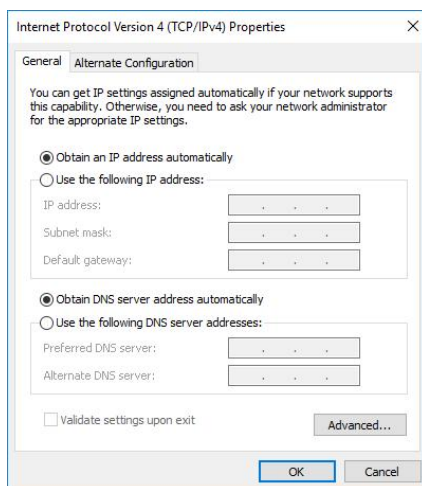 Internet Protocol Version 4 (TCP/IPv4) Properties
General
Alternate Configuration
You can get IP settings assigned automatically if your network supports
this capability. Otherwise, you need to ask your network administrator
for the appropriate IP settings.
Obtain an IP address automatically
Use the following IP address:
IP address:
Subnet mask:
Default gateway:
Obtain DNS server address automatically
Use the following DNS server addresses:
Preferred DNS server:
Alternate DNS server:
Validate settings upon exit
Advanced...
OK
Cancel